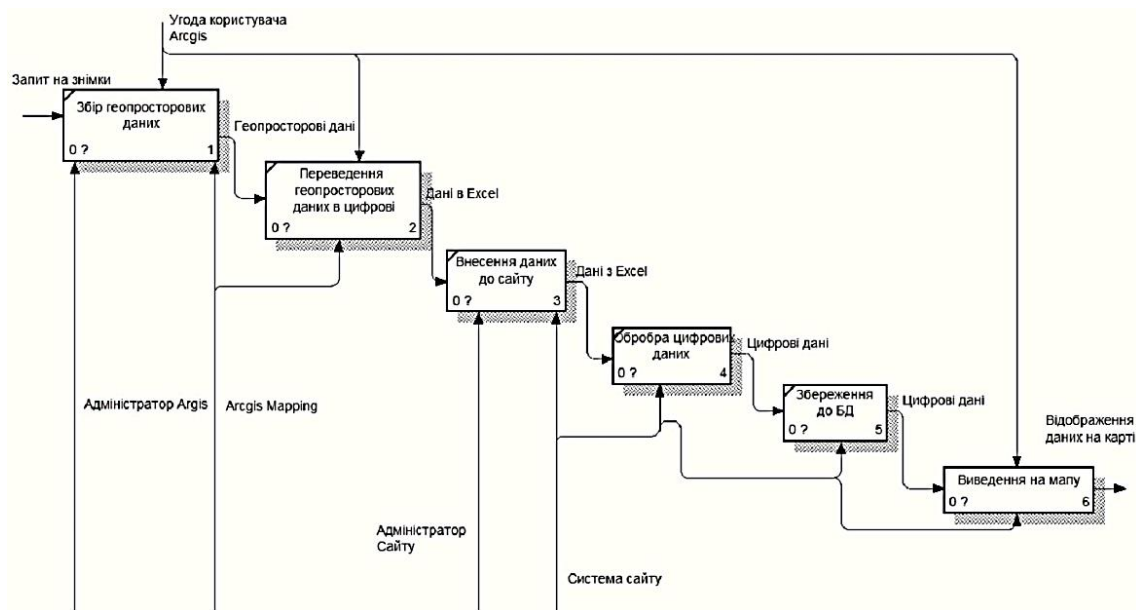 Угода користувача
Arcgis
Запит на знімки
Збір геопросторових
даних
0 ?
1
Геопросторові дані
Переведення
геопросторових
даних в цифрові
0 ?
2
Дані в Excel
Внесення даних
до сайту
0 ?
3
Дані з Excel
Обробра цифрових
даних
0 ?
4
Цифрові дані
Збереження
до БД
0 ?
5
Цифрові дані
Відображення
даних на карті
Виведення на мапу
0 ?
6
Адміністратор Argis
Arcgis Mapping
Адміністратор
Сайту
Система сайту